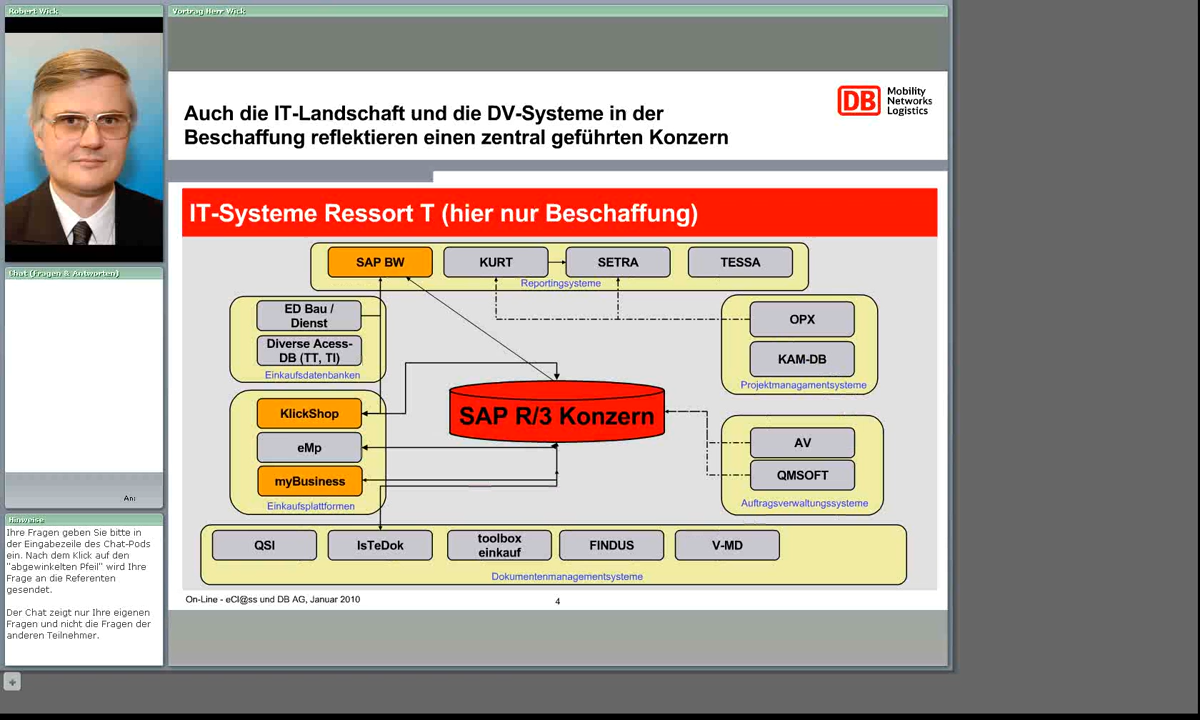 Robert Wick
Vortrag Herr Wick
Auch die IT-Landschaft und die DV-Systeme in der
Beschaffung reflektieren einen zentral geführten Konzern
DB
Mobility
Networks
Logistics
IT-Systeme Ressort T (hier nur Beschaffung)
SAP BW
KURT
SETRA
TESSA
Reportingsysteme
ED Bau /
Dienst
Diverse Acess-
DB (TT, TI)
Einkaufsdatenbanken
OPX
KAM-DB
Projektmanagamentsysteme
KlickShop
eMp
myBusiness
Einkaufsplattformen
SAP R/3 Konzern
AV
QMSOFT
Auftragsverwaltungssysteme
QSI
IsTeDok
toolbox
einkauf
FINDUS
V-MD
Dokumentenmanagementsysteme
On-Line - eCl@ss und DB AG, Januar 2010
4
Chat (Fragen & Antworten)
An:
Hinweise
Ihre Fragen geben Sie bitte in
der Eingabezeile des Chat-Pods
ein. Nach dem Klick auf den
"abgewinkelten Pfeil" wird Ihre
Frage an die Referenten
gesendet.
Der Chat zeigt nur Ihre eigenen
Fragen und nicht die Fragen der
anderen Teilnehmer.